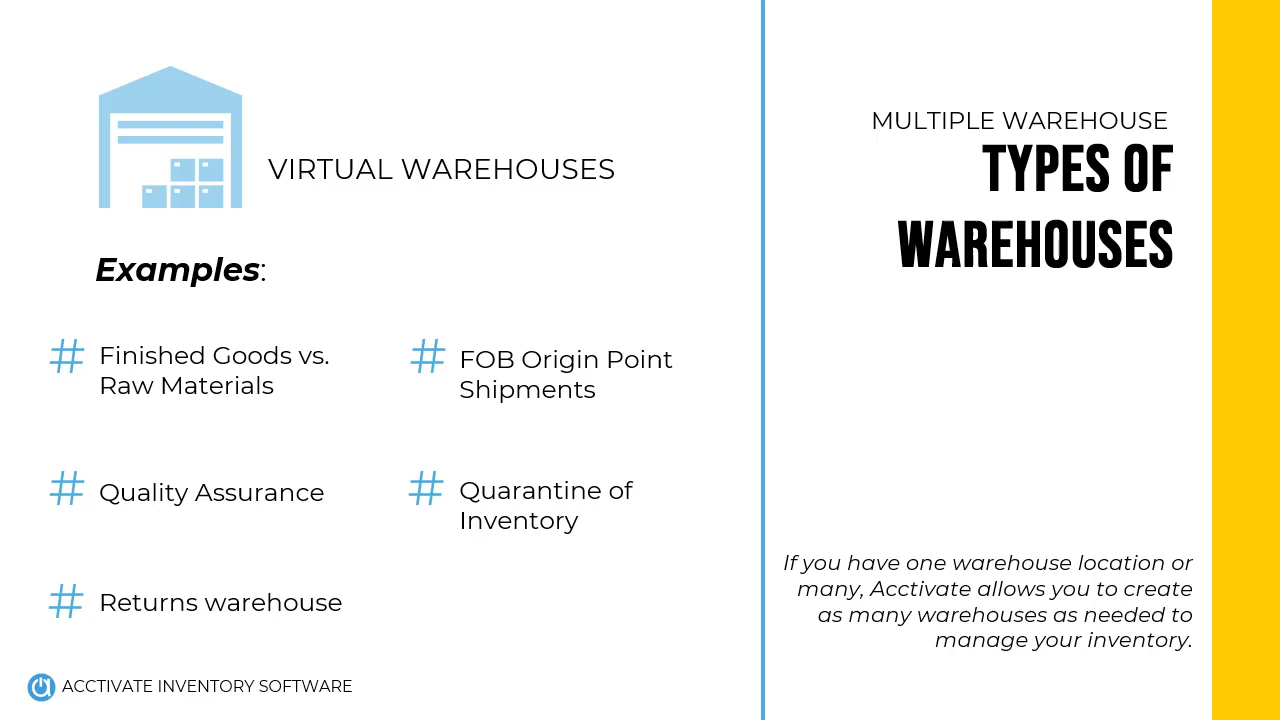 VIRTUAL WAREHOUSES
Examples:
# Finished Goods vs.
Raw Materials
# FOB Origin Point
Shipments
# Quality Assurance
# Quarantine of
Inventory
# Returns warehouse
ACCTIVATE INVENTORY SOFTWARE
MULTIPLE WAREHOUSE
TYPES OF
WAREHOUSES
If you have one warehouse location or
many, Acctivate allows you to create
as many warehouses as needed to
manage your inventory.